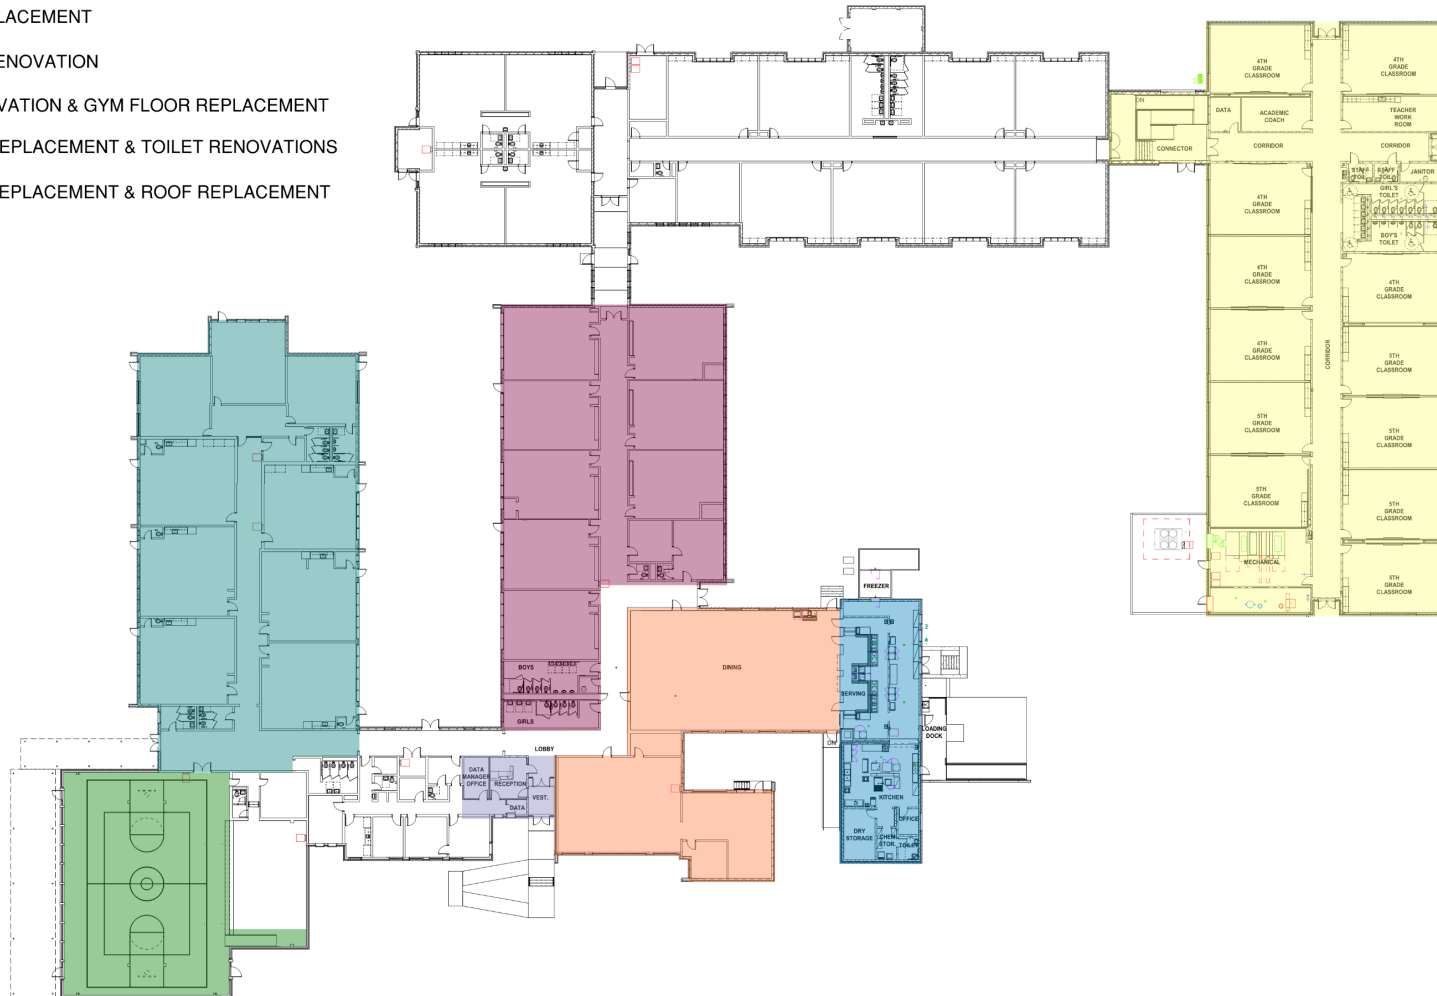 LACEMENT
ENOVATION
VATION & GYM FLOOR REPLACEMENT
EPLACEMENT & TOILET RENOVATIONS
EPLACEMENT & ROOF REPLACEMENT
4TH
GRADE
CLASSROOM
4TH
GRADE
CLASSROOM
ON
DATA
ACADEMIC
COACH
TEACHER
WORK
ROOM
CONNECTOR
CORRIDOR
CORRIDOR
STAFF
TOIL.
STAFF
TOIL.
JANITOR
GIRL'S
TOILET
BOY'S
TOILET
4TH
GRADE
CLASSROOM
4TH
GRADE
CLASSROOM
4TH
GRADE
CLASSROOM
4TH
GRADE
CLASSROOM
CORRIDOR
5TH
GRADE
CLASSROOM
5TH
GRADE
CLASSROOM
5TH
GRADE
CLASSROOM
5TH
GRADE
CLASSROOM
5TH
GRADE
CLASSROOM
MECHANICAL
5TH
GRADE
CLASSROOM
FREEZER
BOYS
GIRLS
DINING
SERVING
LOADING
DOCK
ON
LOBBY
DATA
MANAGER
OFFICE
RECEPTION
VEST.
DATA
KITCHEN
OFFICE
DRY
STORAGE
CHEM
STOR.
TOILET